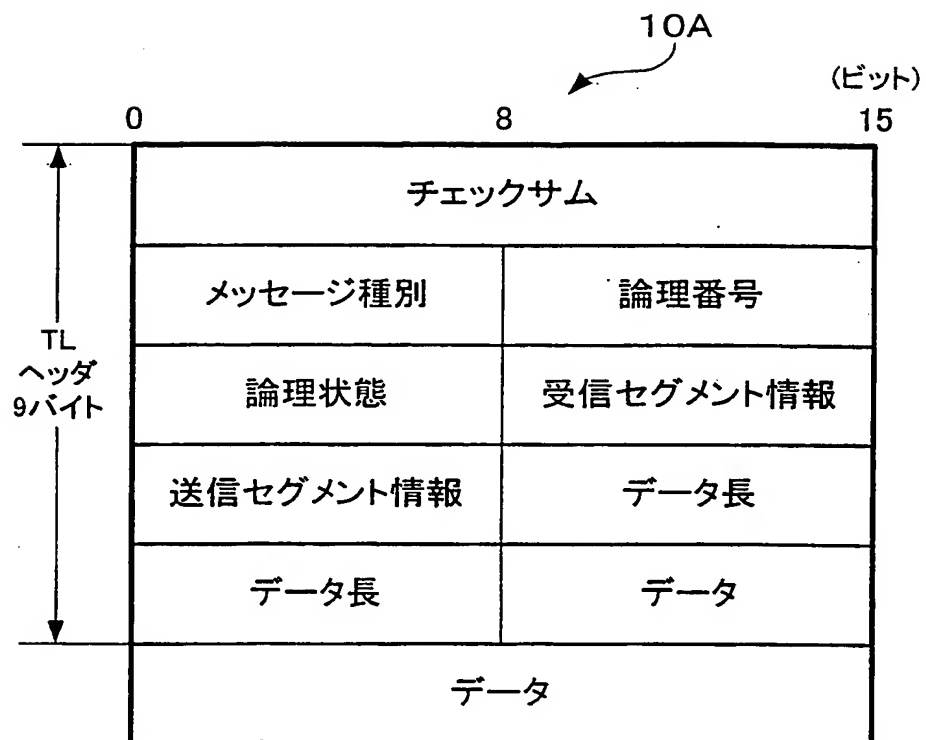 10A
(ビット)
0 8 15
チェックサム
メッセージ種別 論理番号
TL
ヘッダ
9バイト
論理状態 受信セグメント情報
送信セグメント情報 データ長
データ長 データ
データ